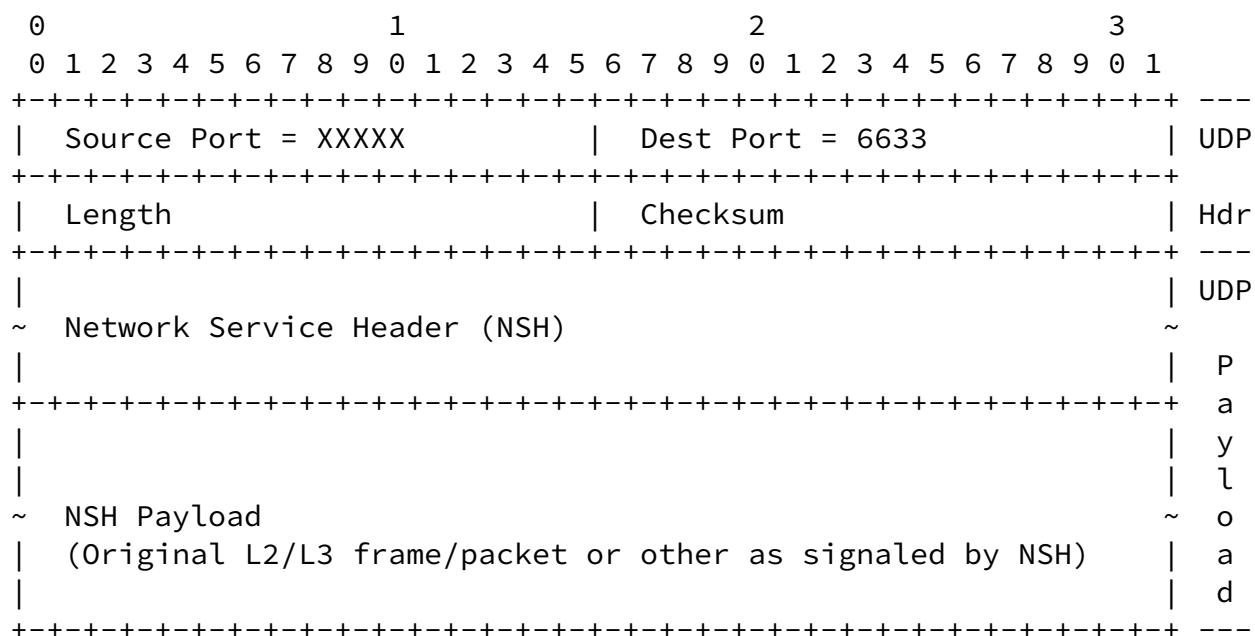 0                   1                   2                   3
 0 1 2 3 4 5 6 7 8 9 0 1 2 3 4 5 6 7 8 9 0 1 2 3 4 5 6 7 8 9 0 1
+-+-+-+-+-+-+-+-+-+-+-+-+-+-+-+-+-+-+-+-+-+-+-+-+-+-+-+-+-+-+-+-+ ---
|  Source Port = XXXXX          |  Dest Port = 6633             | UDP
+-+-+-+-+-+-+-+-+-+-+-+-+-+-+-+-+-+-+-+-+-+-+-+-+-+-+-+-+-+-+-+-+
|  Length                       |  Checksum                     | Hdr
+-+-+-+-+-+-+-+-+-+-+-+-+-+-+-+-+-+-+-+-+-+-+-+-+-+-+-+-+-+-+-+-+ ---
|                                                               | UDP
~  Network Service Header (NSH)                                 ~
|                                                               |  P
+-+-+-+-+-+-+-+-+-+-+-+-+-+-+-+-+-+-+-+-+-+-+-+-+-+-+-+-+-+-+-+-+  a
|                                                               |  y
|                                                               |  l
~  NSH Payload                                                  ~  o
|  (Original L2/L3 frame/packet or other as signaled by NSH)    |  a
|                                                               |  d
+-+-+-+-+-+-+-+-+-+-+-+-+-+-+-+-+-+-+-+-+-+-+-+-+-+-+-+-+-+-+-+-+ ---